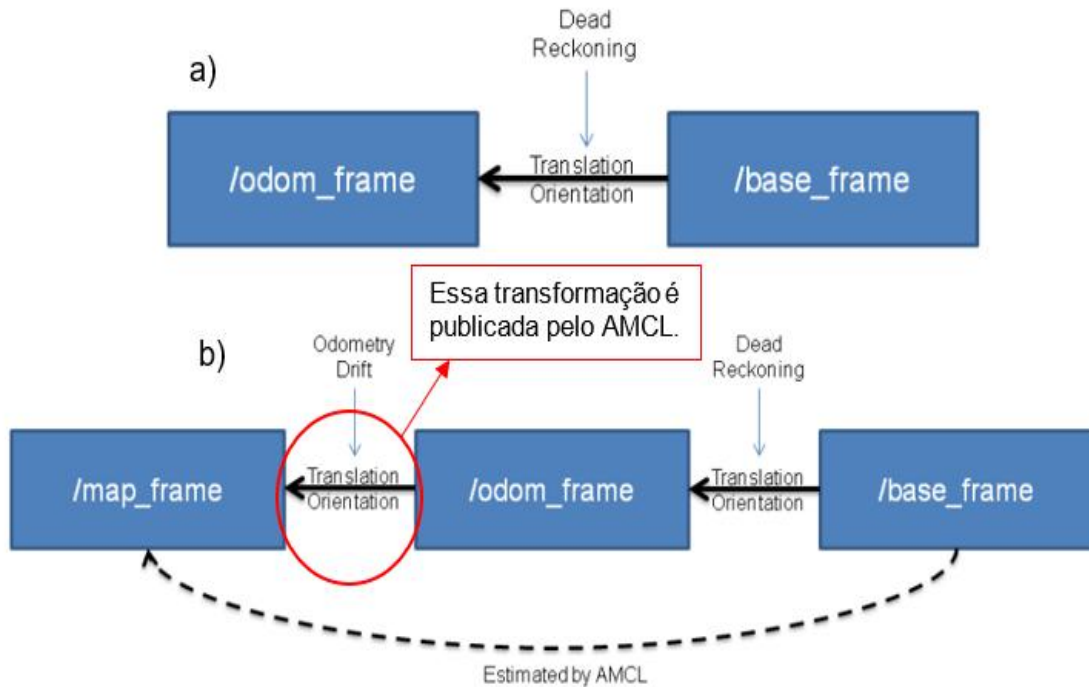 a)
Dead
Reckoning
/odom_frame
Translation
Orientation
/base_frame
Essa transformação é
publicada pelo AMCL.
b)
Odometry
Drift
Dead
Reckoning
/map_frame
Translation
Orientation
/odom_frame
Translation
Orientation
/base_frame
Estimated by AMCL